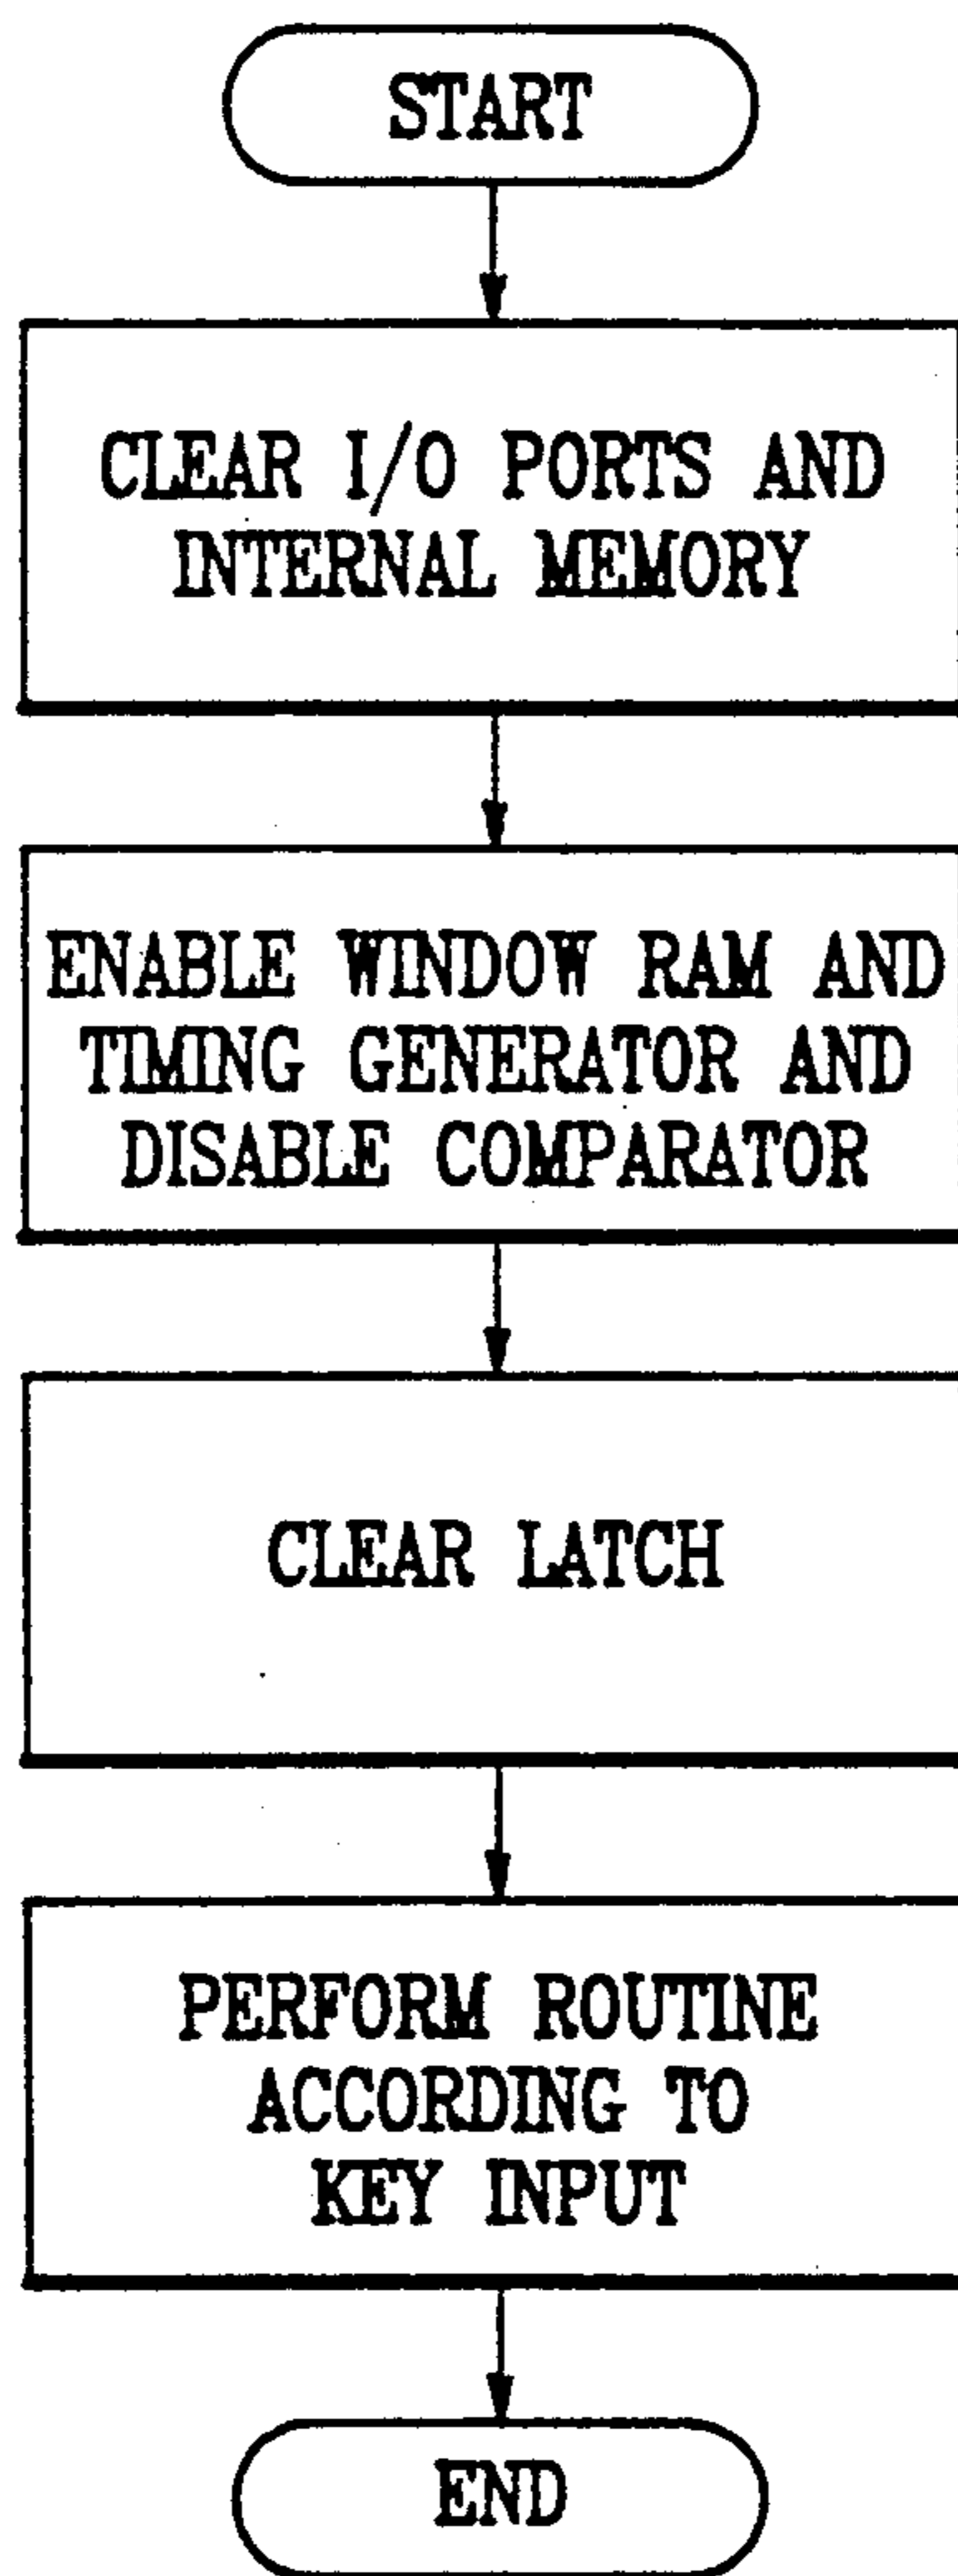 START
CLEAR I/O PORTS AND
INTERNAL MEMORY
ENABLE WINDOW RAM AND
TIMING GENERATOR AND
DISABLE COMPARATOR
CLEAR LATCH
PERFORM ROUTINE
ACCORDING TO
KEY INPUT
END